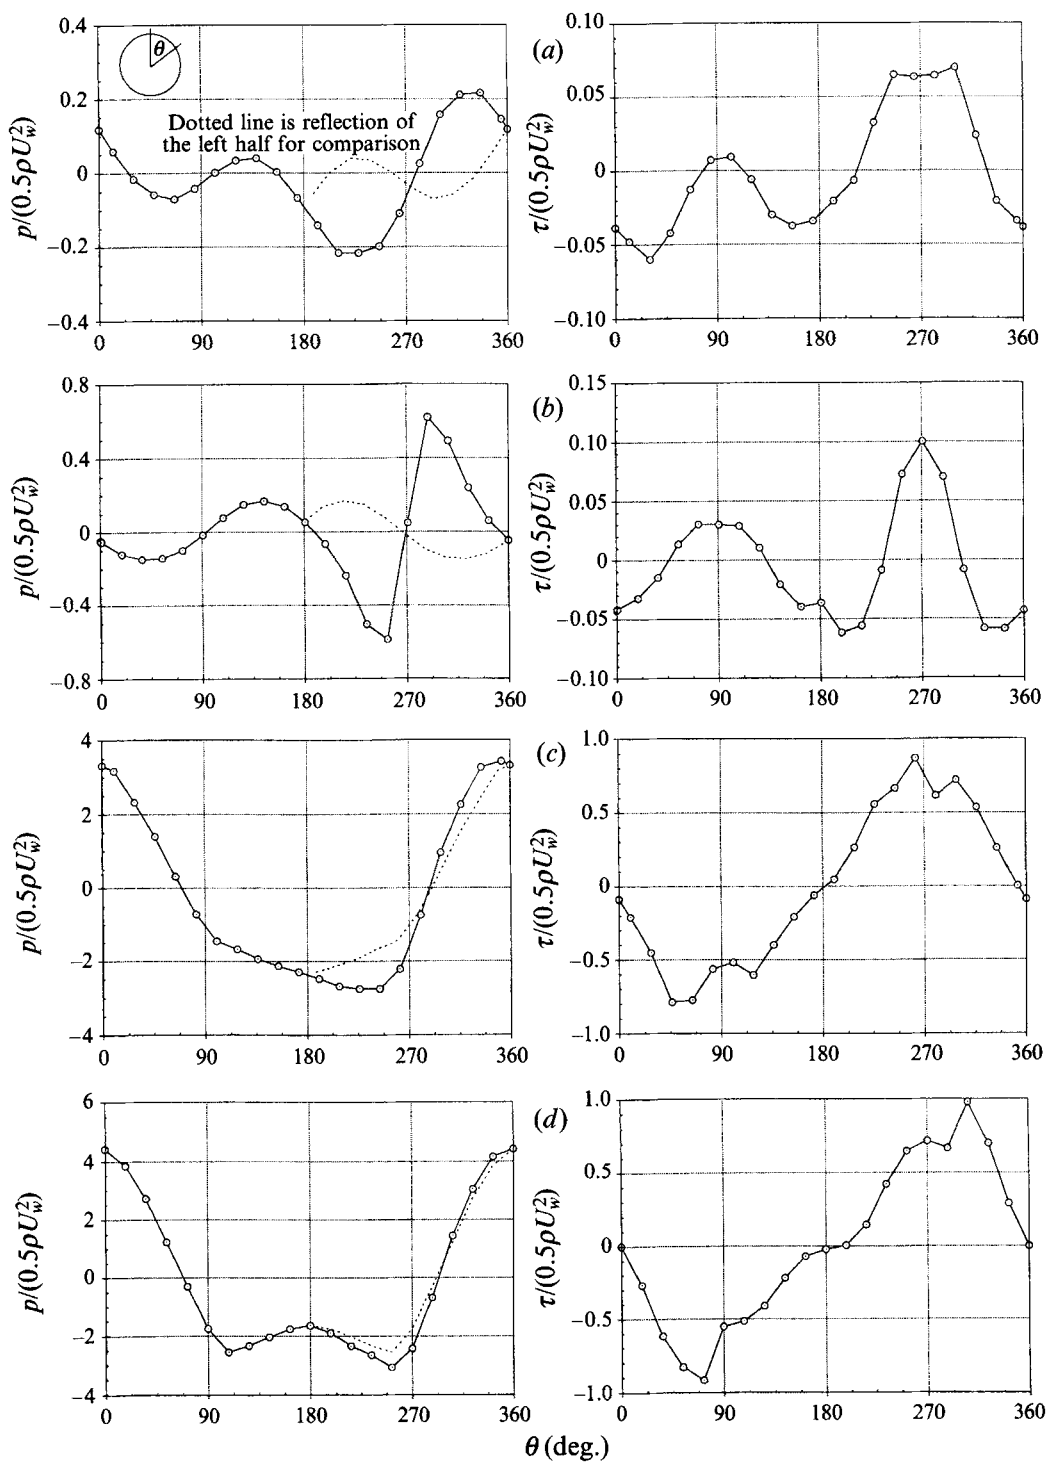 0.4
0.2
0
−0.2
−0.4
p/(0.5ρU_w^2)
θ
Dotted line is reflection of
the left half for comparison
0 90 180 270 360
(a)
0.10
0.05
0
−0.05
−0.10
τ/(0.5ρU_w^2)
0 90 180 270 360
0.8
0.4
0
−0.4
−0.8
p/(0.5ρU_w^2)
0 90 180 270 360
(b)
0.15
0.10
0.05
0
−0.05
−0.10
τ/(0.5ρU_w^2)
0 90 180 270 360
4
2
0
−2
−4
p/(0.5ρU_w^2)
0 90 180 270 360
(c)
1.0
0.5
0
−0.5
−1.0
τ/(0.5ρU_w^2)
0 90 180 270 360
6
4
2
0
−2
−4
p/(0.5ρU_w^2)
0 90 180 270 360
(d)
1.0
0.5
0
−0.5
−1.0
τ/(0.5ρU_w^2)
0 90 180 270 360
θ (deg.)